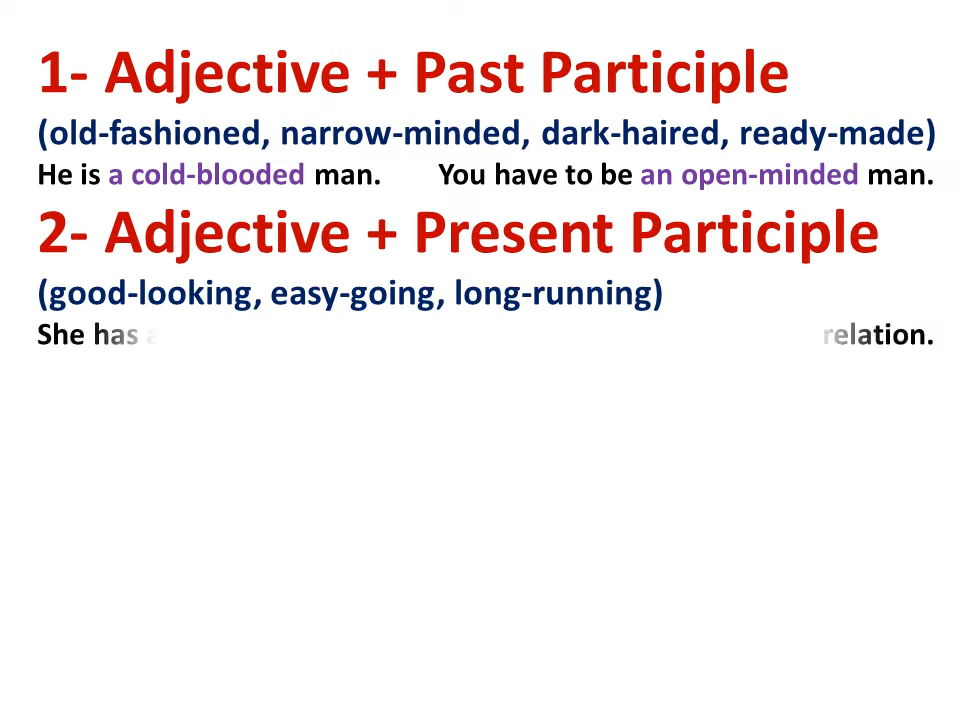 1- Adjective + Past Participle
(old-fashioned, narrow-minded, dark-haired, ready-made)
He is a cold-blooded man. You have to be an open-minded man.
2- Adjective + Present Participle
(good-looking, easy-going, long-running)
She has a relation.